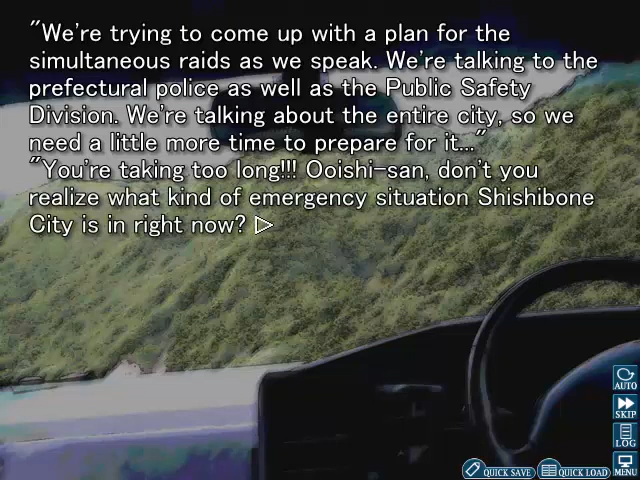 "We're trying to come up with a plan for the
simultaneous raids as we speak. We're talking to the
prefectural police as well as the Public Safety
Division. We're talking about the entire city, so we
need a little more time to prepare for it..."
"You're taking too long!!! Ooishi-san, don't you
realize what kind of emergency situation Shishibone
City is in right now?
AUTO
SKIP
LOG
MENU
QUICK SAVE
QUICK LOAD